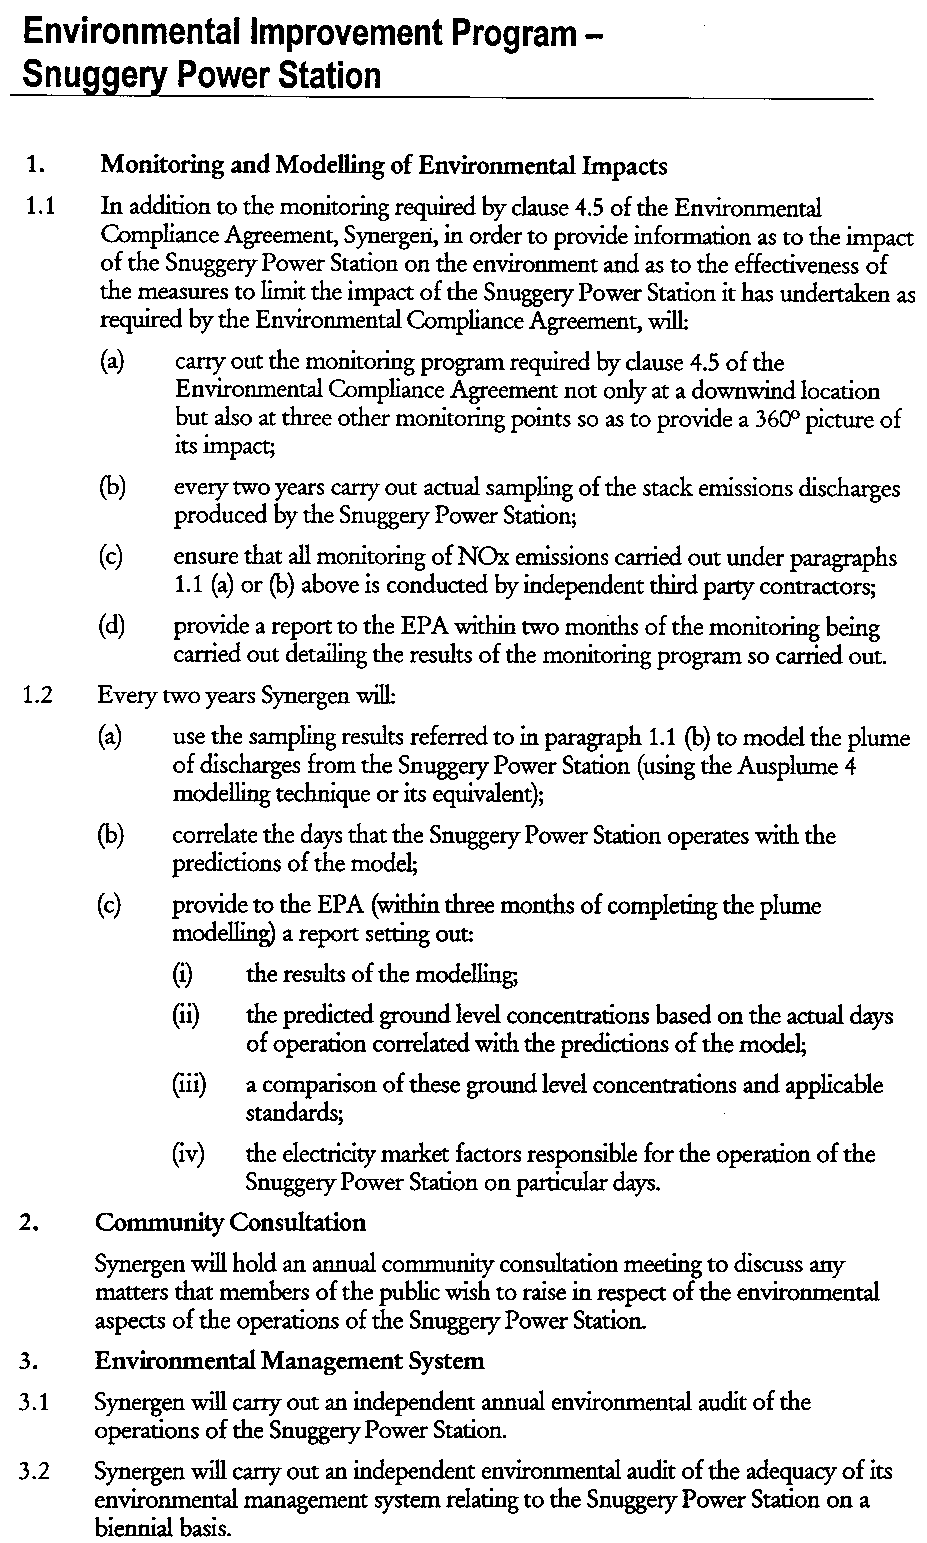 Environmental Improvement Program –
Snuggery Power Station
1. Monitoring and Modelling of Environmental Impacts
1.1 In addition to the monitoring required by clause 4.5 of the Environmental
Compliance Agreement, Synergen, in order to provide information as to the impact
of the Snuggery Power Station on the environment and as to the effectiveness of
the measures to limit the impact of the Snuggery Power Station it has undertaken as
required by the Environmental Compliance Agreement, will:
(a) carry out the monitoring program required by clause 4.5 of the
Environmental Compliance Agreement not only at a downwind location
but also at three other monitoring points so as to provide a 360° picture of
its impact;
(b) every two years carry out actual sampling of the stack emissions discharges
produced by the Snuggery Power Station;
(c) ensure that all monitoring of NOx emissions carried out under paragraphs
1.1 (a) or (b) above is conducted by independent third party contractors;
(d) provide a report to the EPA within two months of the monitoring being
carried out detailing the results of the monitoring program so carried out.
1.2 Every two years Synergen will:
(a) use the sampling results referred to in paragraph 1.1 (b) to model the plume
of discharges from the Snuggery Power Station (using the Ausplume 4
modelling technique or its equivalent);
(b) correlate the days that the Snuggery Power Station operates with the
predictions of the model;
(c) provide to the EPA (within three months of completing the plume
modelling) a report setting out:
(i) the results of the modelling;
(ii) the predicted ground level concentrations based on the actual days
of operation correlated with the predictions of the model;
(iii) a comparison of these ground level concentrations and applicable
standards;
(iv) the electricity market factors responsible for the operation of the
Snuggery Power Station on particular days.
2. Community Consultation
Synergen will hold an annual community consultation meeting to discuss any
matters that members of the public wish to raise in respect of the environmental
aspects of the operations of the Snuggery Power Station.
3. Environmental Management System
3.1 Synergen will carry out an independent annual environmental audit of the
operations of the Snuggery Power Station.
3.2 Synergen will carry out an independent environmental audit of the adequacy of its
environmental management system relating to the Snuggery Power Station on a
biennial basis.